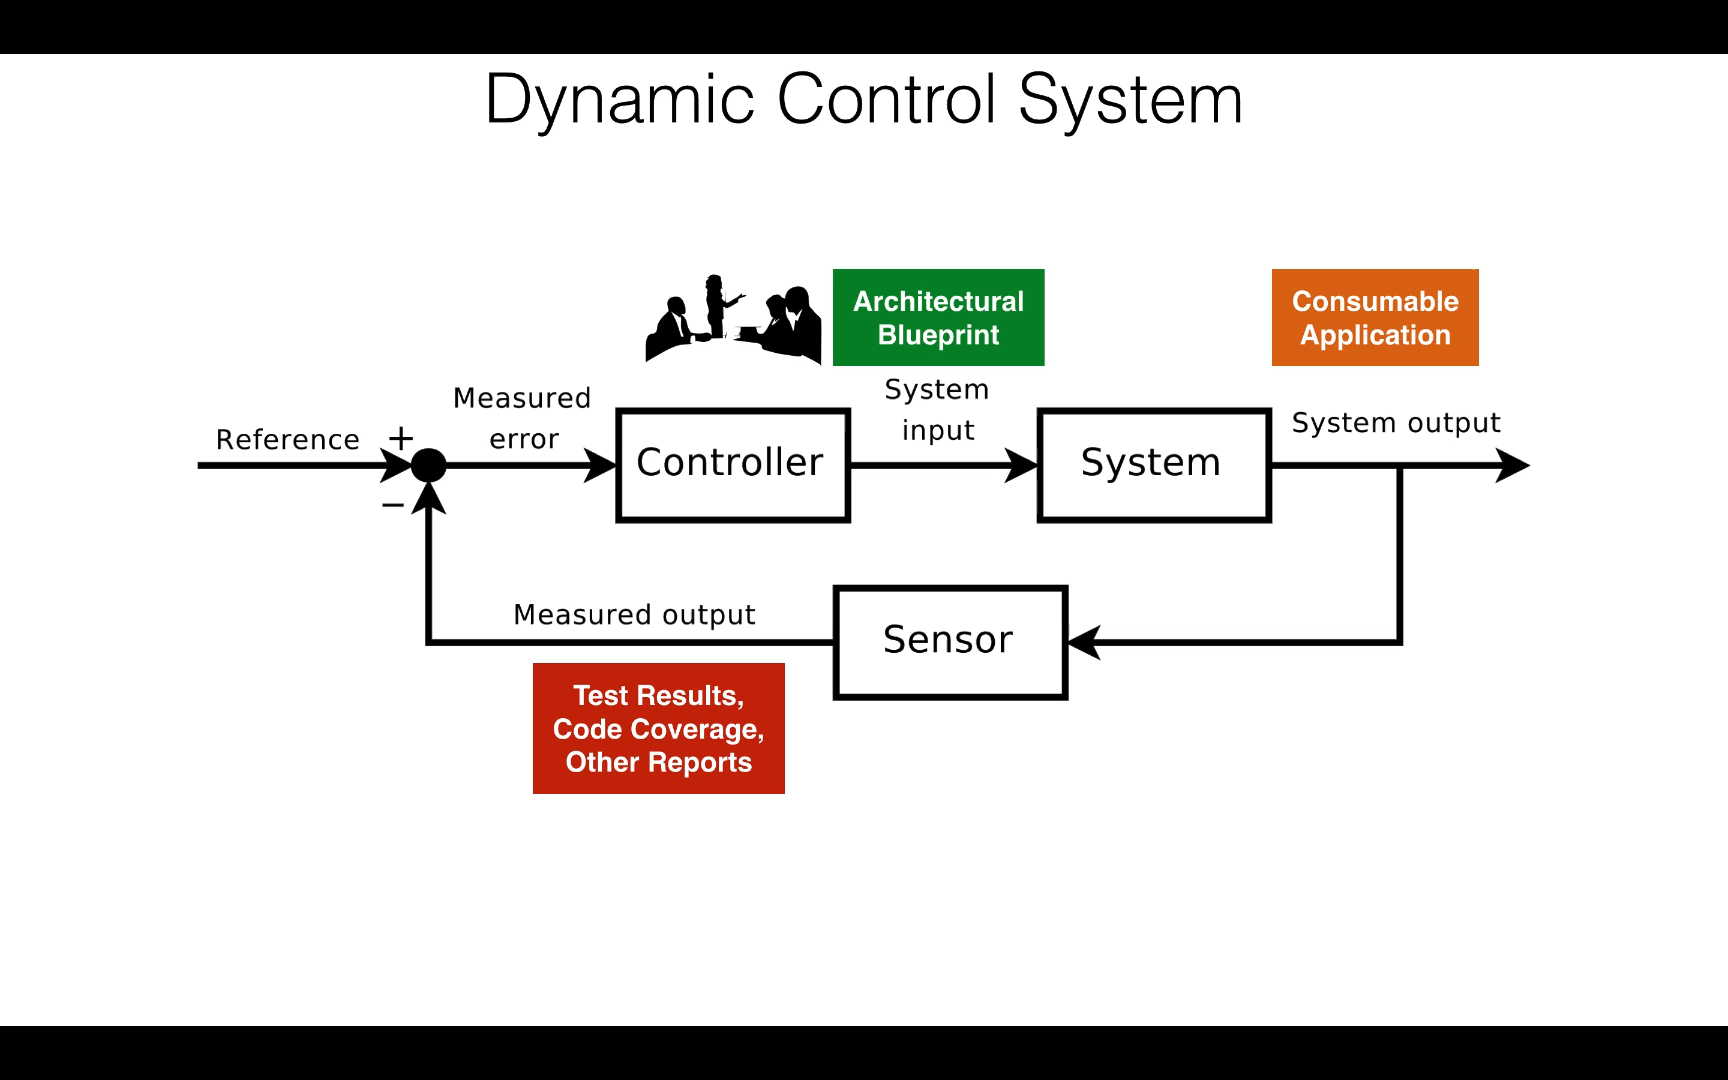 Dynamic Control System
Architectural
Blueprint
Consumable
Application
Reference
+
−
Measured
error
Controller
System
input
System
System output
Measured output
Sensor
Test Results,
Code Coverage,
Other Reports